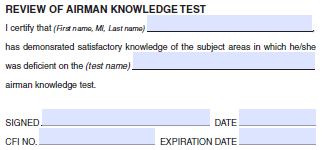 REVIEW OF AIRMAN KNOWLEDGE TEST
I certify that (First name, MI, Last name) ,
has demonsrated satisfactory knowledge of the subject areas in which he/she
was deficient on the (test name)
airman knowledge test.
SIGNED. DATE
CFI NO. EXPIRATION DATE